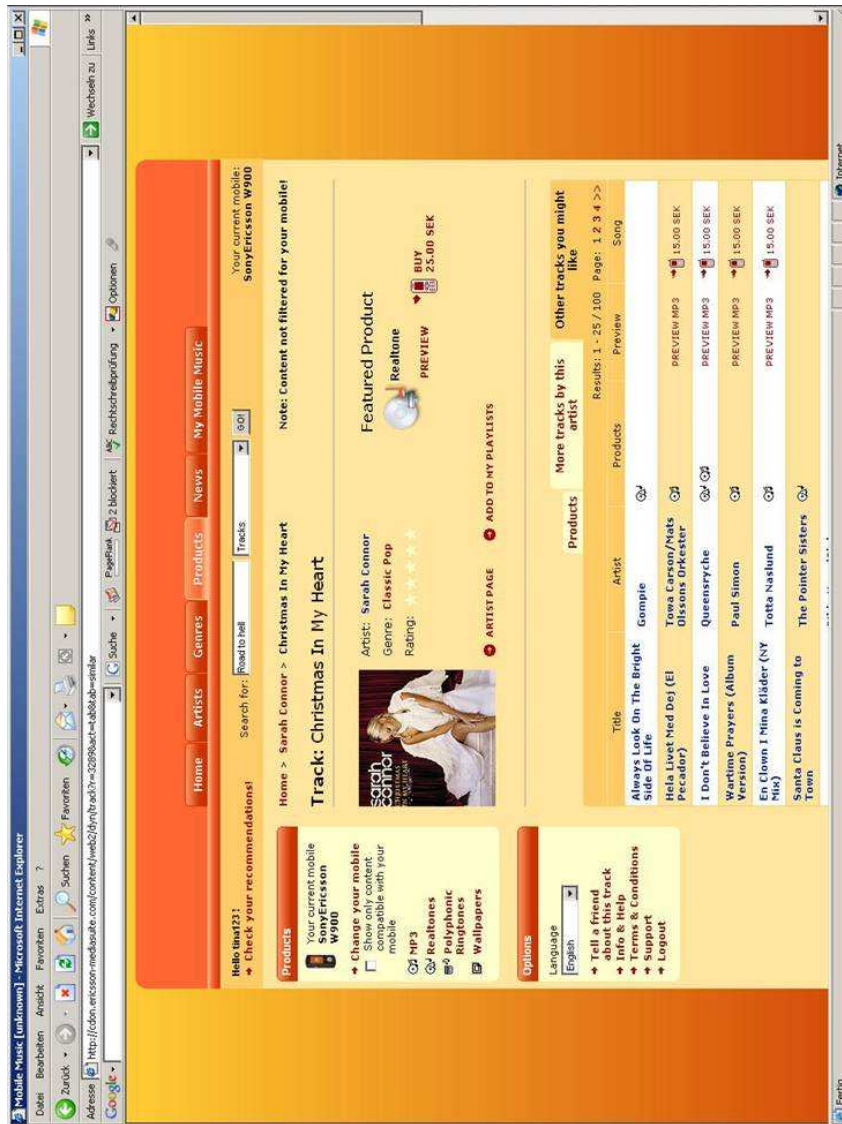 Mobile Music [unknown] - Microsoft Internet Explorer
Datei Bearbeiten Ansicht Favoriten Extras ?
Zurück Suchen Favoriten
Adresse http://cdon.ericsson-mediasuite.com/content/web2/dyn/track?r=3289&act=tab&tab=similar Wechseln zu Links »
Google Suche PageRank 2 blockiert ABC Rechtschreibprüfung Optionen
Home Artists Genres Products News My Mobile Music
Hello tina123!
➔ Check your recommendations!
Search for: Road to hell Tracks: GO!
Your current mobile:
SonyEricsson W900
Products
Your current mobile
SonyEricsson
W900
➔ Change your mobile
Show only content
compatible with your
mobile
MP3
Realtones
Polyphonic
Ringtones
Wallpapers
Options
Language
English
➔ Tell a friend
about this track
➔ Info & Help
➔ Terms & Conditions
➔ Support
➔ Logout
Home > Sarah Connor > Christmas In My Heart
Note: Content not filtered for your mobile!
Track: Christmas In My Heart
sarah
connor
CHRISTMAS
IN MY HEART
Artist: Sarah Connor
Genre: Classic Pop
Rating:
ARTIST PAGE ADD TO MY PLAYLISTS
Featured Product
Realtone
PREVIEW ➔ BUY
25.00 SEK
Products More tracks by this
artist Other tracks you might
like
Results: 1 - 25 / 100 Page: 1 2 3 4 >>
Title Artist Products Preview Song
Always Look On The Bright
Side Of Life Gompie
Hela Livet Med Dej (El
Pecador) Towa Carson/Mats
Olssons Orkester PREVIEW MP3 ➔ 15.00 SEK
I Don't Believe In Love Queensryche PREVIEW MP3 ➔ 15.00 SEK
Wartime Prayers (Album
Version) Paul Simon PREVIEW MP3 ➔ 15.00 SEK
En Clown I Mina Kläder (NY
Mix) Totta Naslund PREVIEW MP3 ➔ 15.00 SEK
Santa Claus is Coming to
Town The Pointer Sisters
Fertig Internet